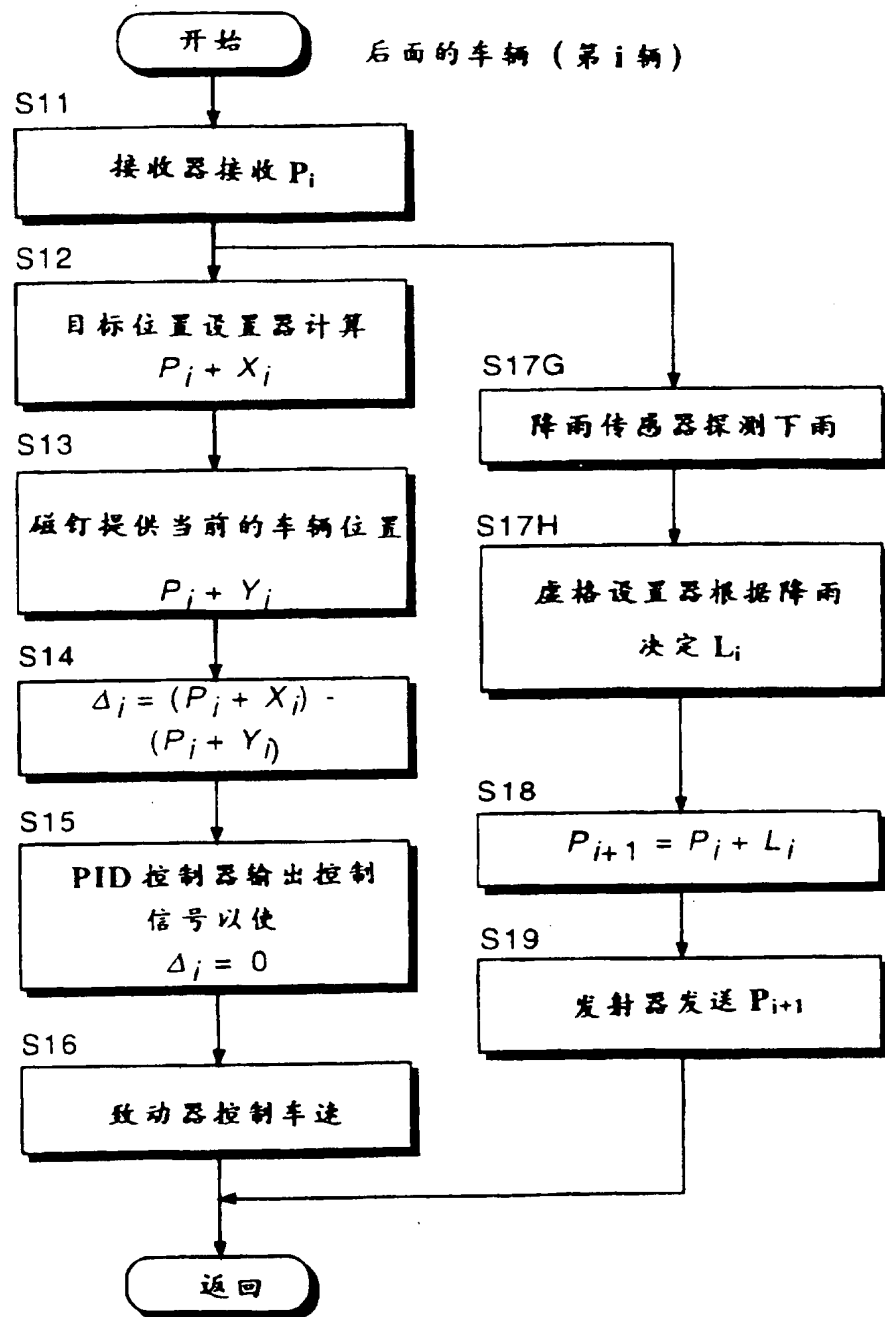 开始
后面的车辆 (第 i 辆)
S11
接收器接收 Pi
S12
目标位置设置器计算
Pi + Xi
S13
磁钉提供当前的车辆位置
Pi + Yi
S14
Δi = (Pi + Xi) -
(Pi + Yi)
S15
PID 控制器输出控制
信号以使
Δi = 0
S16
致动器控制车速
S17G
降雨传感器探测下雨
S17H
虚格设置器根据降雨
决定 Li
S18
Pi+1 = Pi + Li
S19
发射器发送 Pi+1
返回